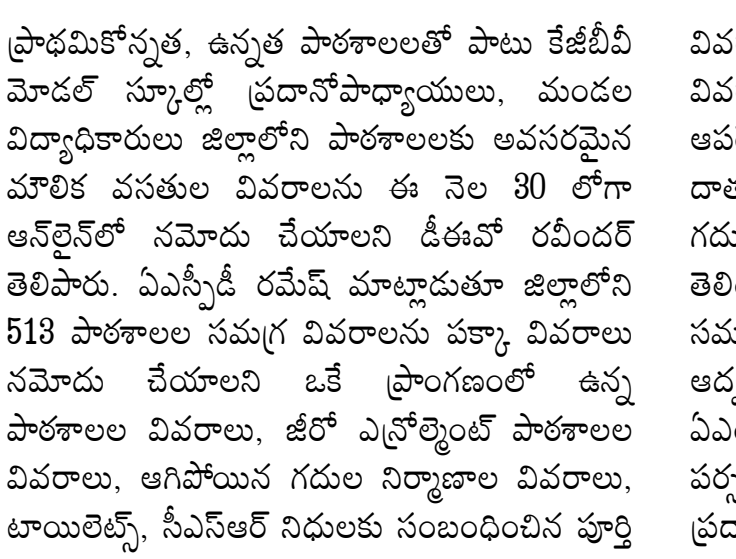 ప్రాథమికోన్నత, ఉన్నత పాఠశాలలతో పాటు కేజీబీవీ
మోడల్ స్కూల్లో ప్రదానోపాధ్యాయులు, మండల
విద్యాధికారులు జిల్లాలోని పాఠశాలలకు అవసరమైన
మౌలిక వసతుల వివరాలను ఈ నెల 30 లోగా
ఆన్‌లైన్‌లో నమోదు చేయాలని డీఈవో రవీందర్
తెలిపారు. ఏఎస్పీడీ రమేష్ మాట్లాడుతూ జిల్లాలోని
513 పాఠశాలల సమగ్ర వివరాలను పక్కా వివరాలు
నమోదు చేయాలని ఒకే ప్రాంగణంలో ఉన్న
పాఠశాలల వివరాలు, జీరో ఎన్రోల్మెంట్ పాఠశాలల
వివరాలు, ఆగిపోయిన గదుల నిర్మాణాల వివరాలు,
టాయిలెట్స్, సీఎస్ఆర్ నిధులకు సంబంధించిన పూర్తి